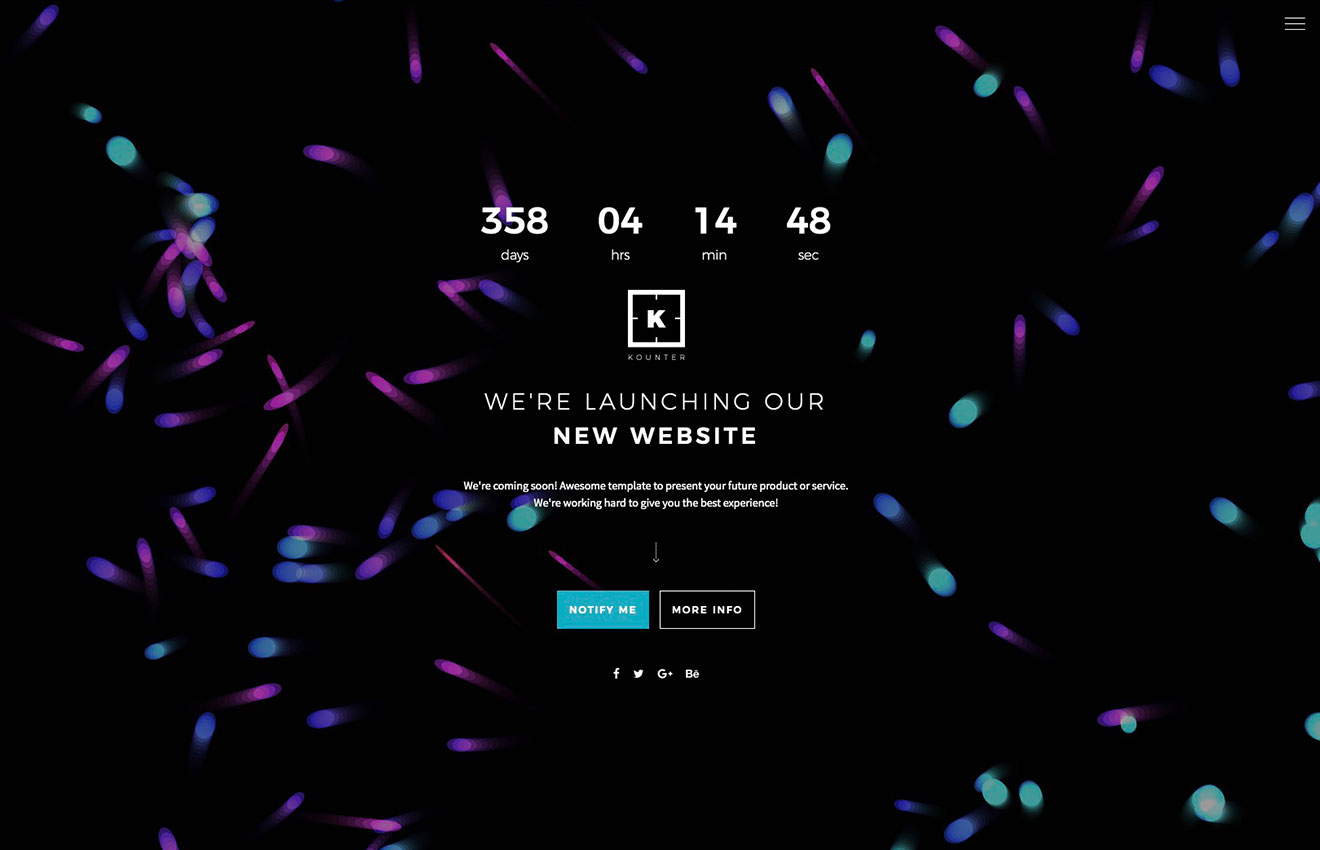 358 04 14 48
days hrs min sec
K
KOUNTER
WE'RE LAUNCHING OUR
NEW WEBSITE
We're coming soon! Awesome template to present your future product or service.
We're working hard to give you the best experience!
NOTIFY ME MORE INFO
f G+ Bē